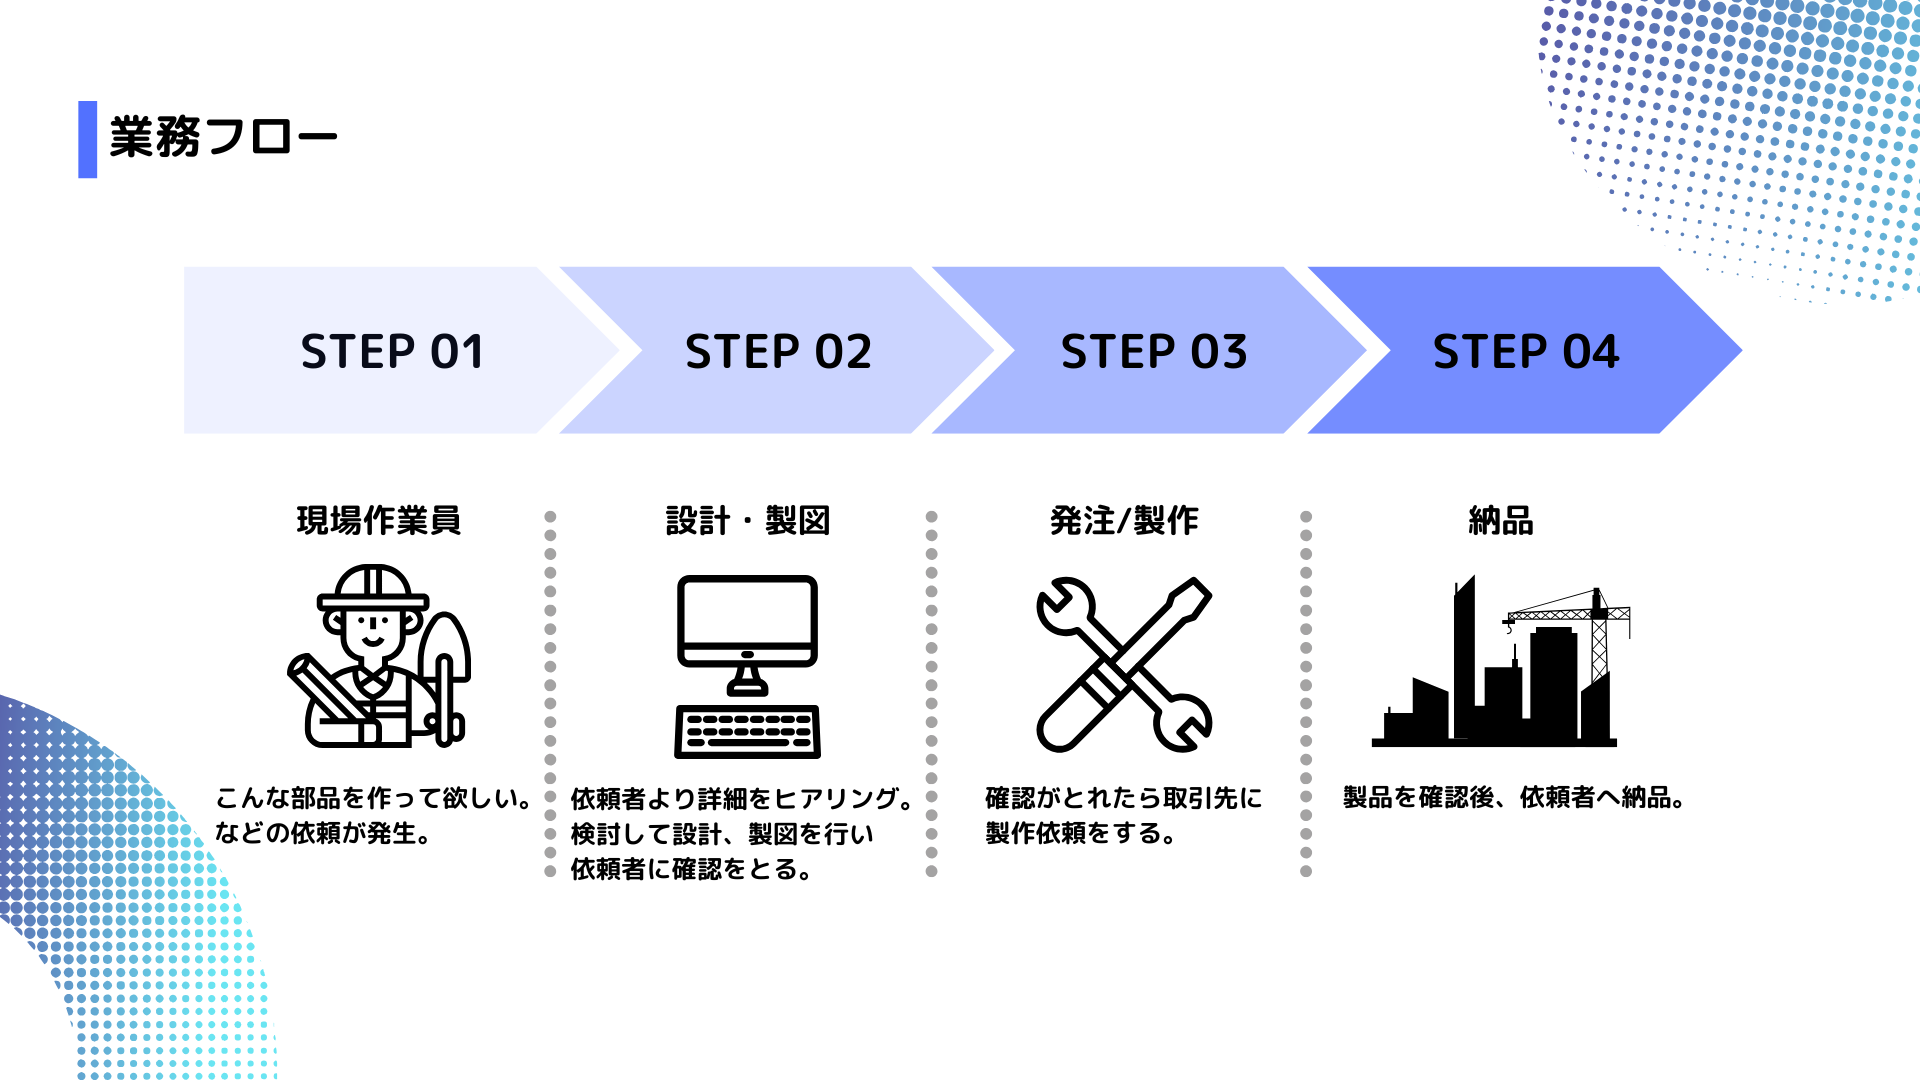 業務フロー
STEP 01
STEP 02
STEP 03
STEP 04
現場作業員
設計・製図
発注/製作
納品
こんな部品を作って欲しい。
などの依頼が発生。
依頼者より詳細をヒアリング。
検討して設計、製図を行い
依頼者に確認をとる。
確認がとれたら取引先に
製作依頼をする。
製品を確認後、依頼者へ納品。